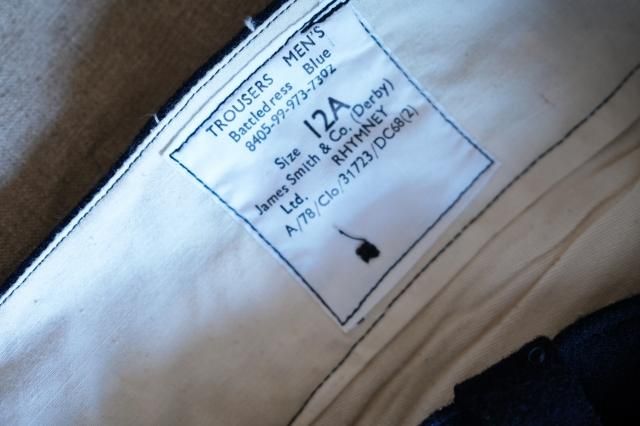 TROUSERS MEN'S
Battledress Blue
8405-99-973-7392
Size 12A
James Smith & Co. (Derby)
Ltd. RHYMNEY
A/78/Clo/31723/DC68(2)